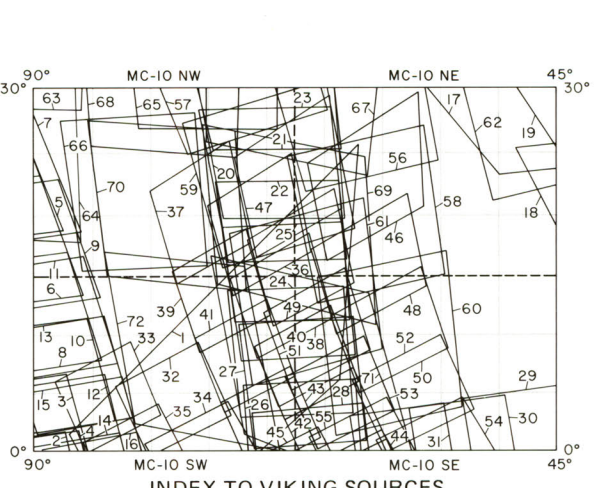 90° MC-10 NW MC-10 NE 45°
30° 30°
63 68 65 57 23 67 17
7 62 19
66 21
56
20
70 59 22 69
5 37 47 58 18
64 61
25 46
9
11 36
6 24
39 41 49 48 60
72
13 33 1 40 38 52
10 51
8
32 27 71 50 29
43 28
15 3 12 34 26 53
35 55 54 30
14 42
4 45 44 31
2 16
0° 0°
90° MC-10 SW MC-10 SE 45°
INDEX TO VIKING SOURCES